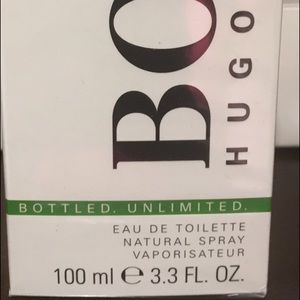 BO
HUGO
BOTTLED. UNLIMITED.
EAU DE TOILETTE
NATURAL SPRAY
VAPORISATEUR
100 ml ℮ 3.3 FL. OZ.